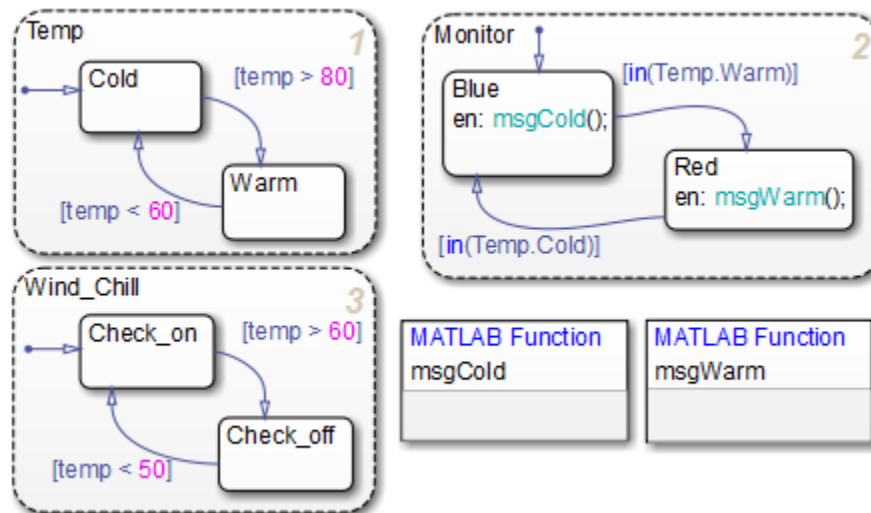 Temp
1
Cold
[temp > 80]
Warm
[temp < 60]
Monitor
2
[in(Temp.Warm)]
Blue
en: msgCold();
Red
en: msgWarm();
[in(Temp.Cold)]
Wind_Chill
3
Check_on
[temp > 60]
Check_off
[temp < 50]
MATLAB Function
msgCold
MATLAB Function
msgWarm